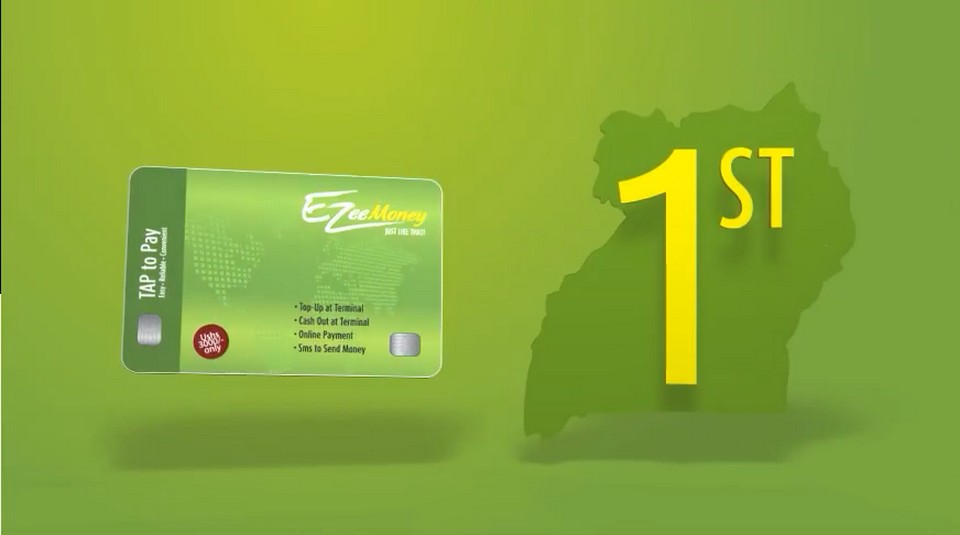 EZeeMoney
JUST LIKE THAT!
TAP to Pay
Easy • Reliable • Convenient
• Top-Up at Terminal
• Cash Out at Terminal
• Online Payment
• Sms to Send Money
Ushs
3000/-
only
1ST